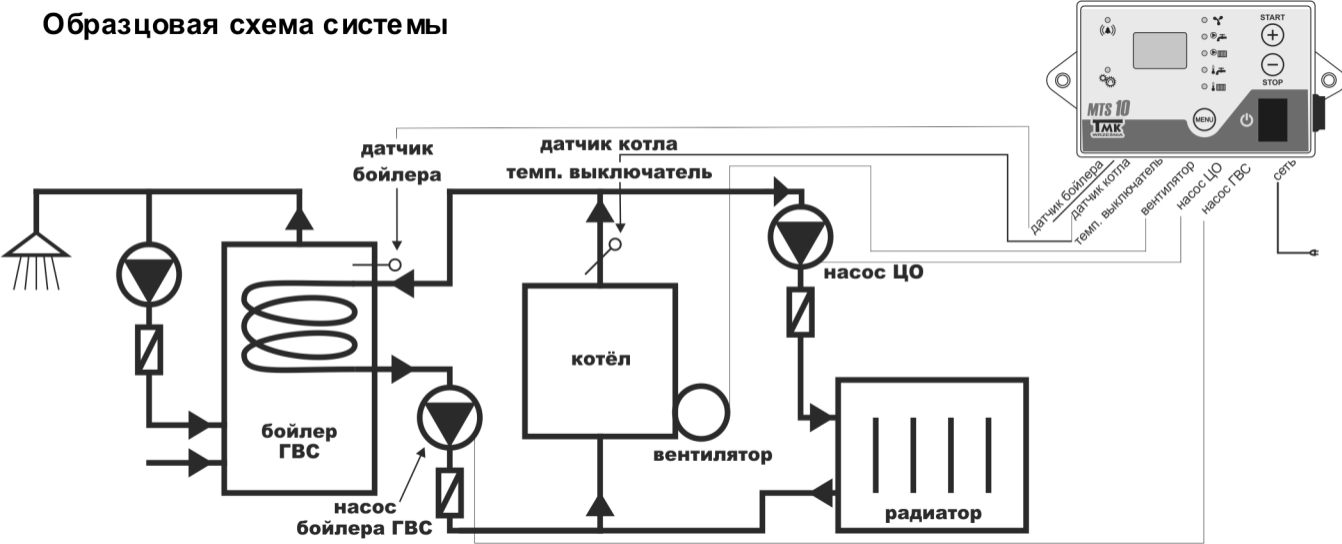 Образцовая схема системы
START
STOP
MENU
MTS 10
TMK
датчик
бойлера
датчик котла
темп. выключатель
датчик бойлера
датчик котла
темп. выключатель
вентилятор
насос ЦО
насос ГВС
сеть
насос ЦО
котёл
бойлер
ГВС
вентилятор
насос
бойлера ГВС
радиатор